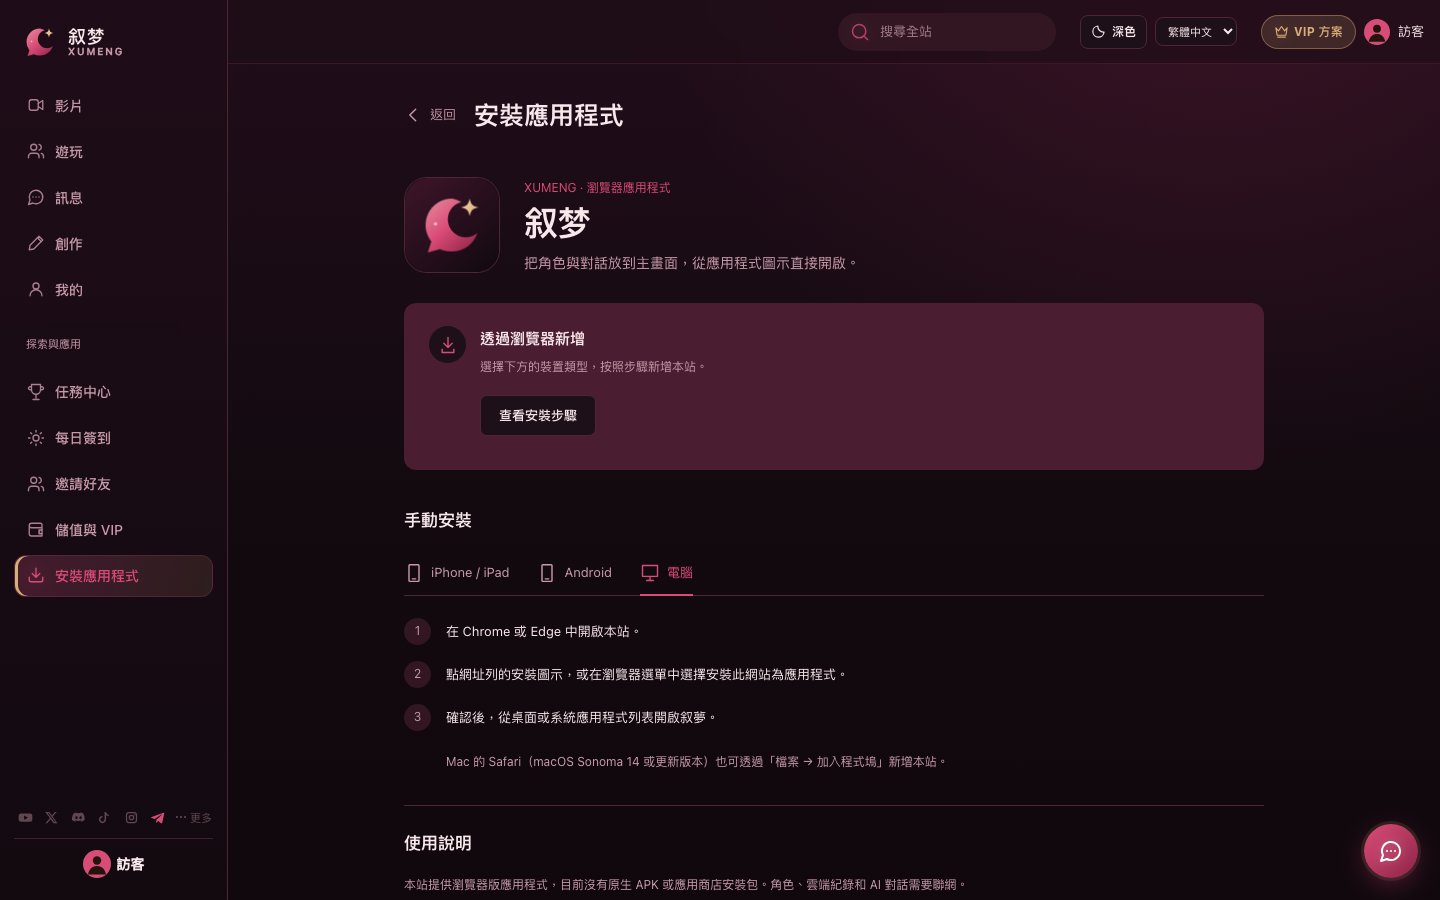 叙梦
XUMENG
搜尋全站
深色
繁體中文
VIP 方案
訪客
影片
遊玩
訊息
創作
我的
探索與應用
任務中心
每日簽到
邀請好友
儲值與 VIP
安裝應用程式
更多
訪客
返回
安裝應用程式
XUMENG · 瀏覽器應用程式
叙梦
把角色與對話放到主畫面，從應用程式圖示直接開啟。
透過瀏覽器新增
選擇下方的裝置類型，按照步驟新增本站。
查看安裝步驟
手動安裝
iPhone / iPad
Android
電腦
1 在 Chrome 或 Edge 中開啟本站。
2 點網址列的安裝圖示，或在瀏覽器選單中選擇安裝此網站為應用程式。
3 確認後，從桌面或系統應用程式列表開啟叙夢。
Mac 的 Safari（macOS Sonoma 14 或更新版本）也可透過「檔案 → 加入程式塢」新增本站。
使用說明
本站提供瀏覽器版應用程式，目前沒有原生 APK 或應用商店安裝包。角色、雲端紀錄和 AI 對話需要聯網。